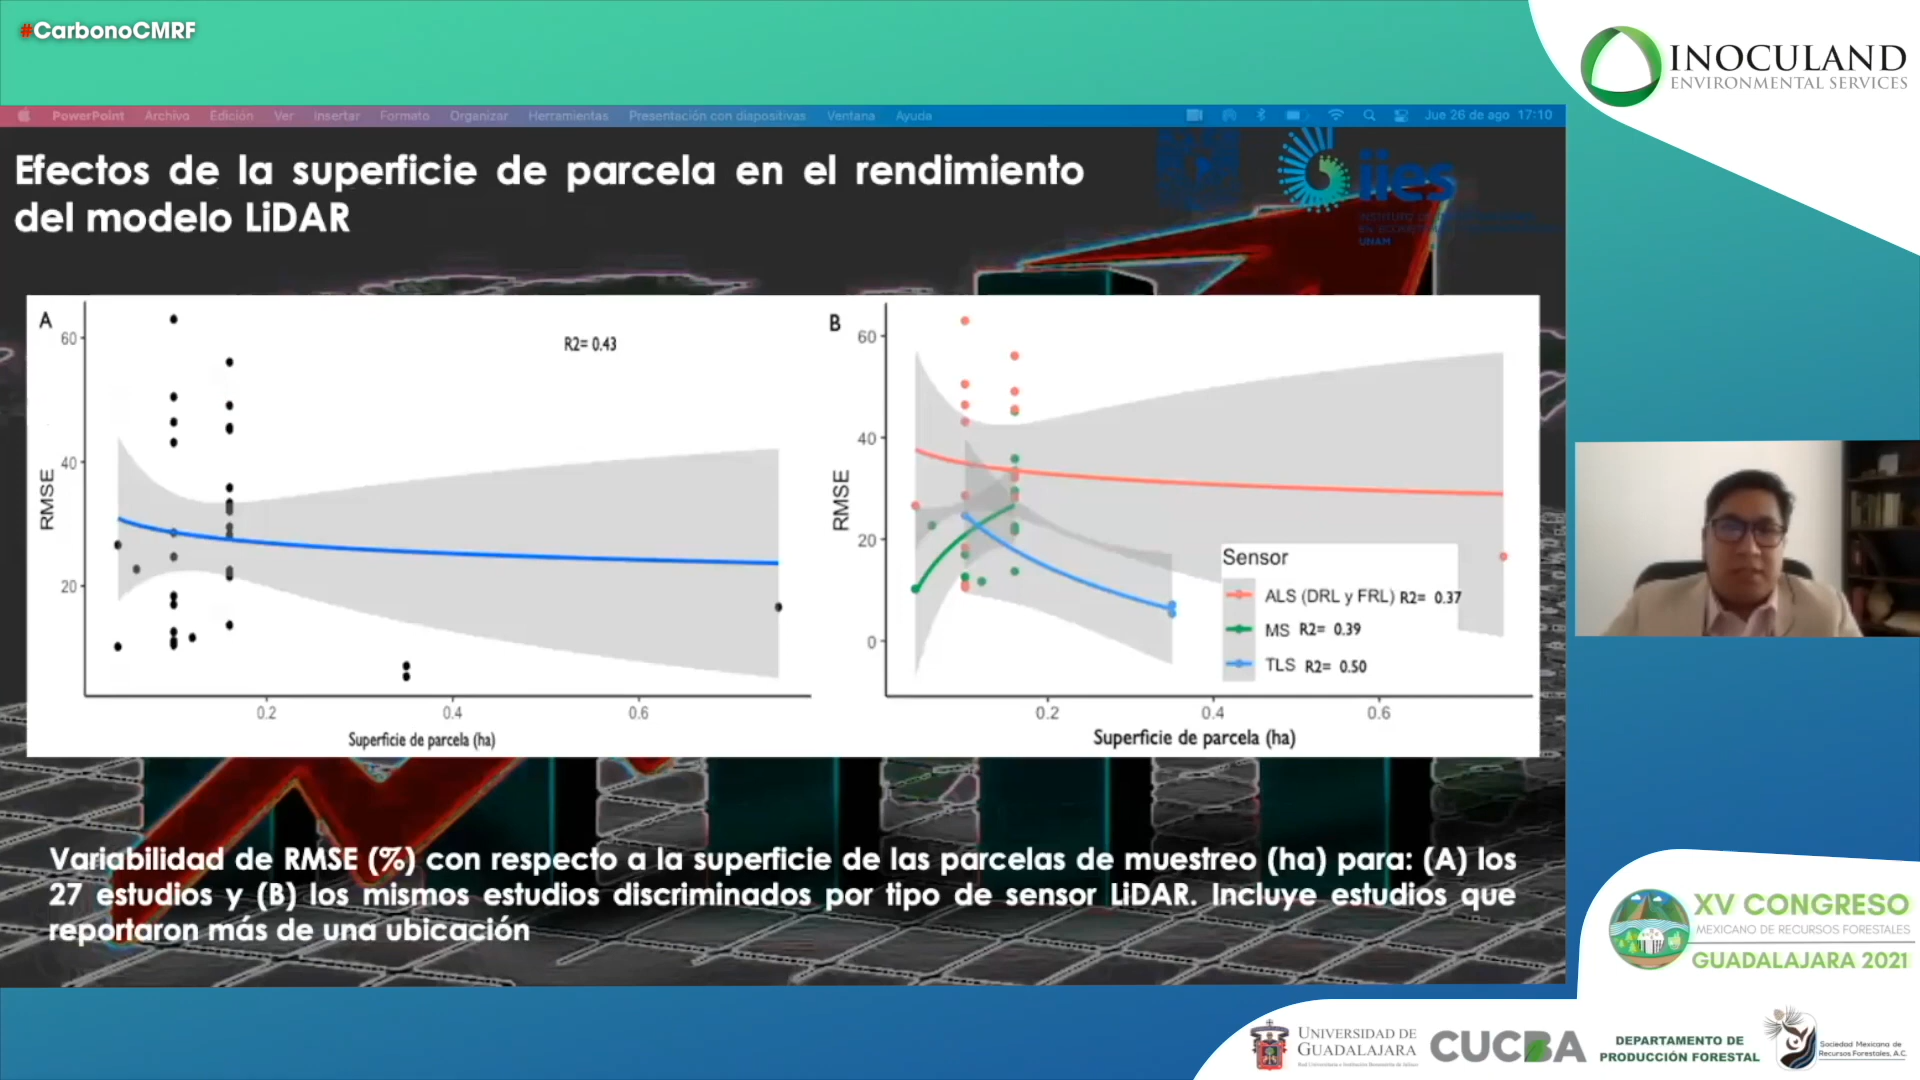 #CarbonoCMRF
INOCULAND
ENVIRONMENTAL SERVICES
PowerPoint Archivo Edición Ver Insertar Formato Organizar Herramientas Presentación con diapositivas Ventana Ayuda
Jue 26 de ago 17:10
Efectos de la superficie de parcela en el rendimiento
del modelo LiDAR
iies
UNAM
A
R2= 0.43
60
40
20
RMSE
0.2 0.4 0.6
Superficie de parcela (ha)
B
60
40
20
0
RMSE
Sensor
ALS (DRL y FRL) R2= 0.37
MS R2= 0.39
TLS R2= 0.50
0.2 0.4 0.6
Superficie de parcela (ha)
Variabilidad de RMSE (%) con respecto a la superficie de las parcelas de muestreo (ha) para: (A) los
27 estudios y (B) los mismos estudios discriminados por tipo de sensor LiDAR. Incluye estudios que
reportaron más de una ubicación
XV CONGRESO
MEXICANO DE RECURSOS FORESTALES
GUADALAJARA 2021
UNIVERSIDAD DE
GUADALAJARA
CUCBA
DEPARTAMENTO DE
PRODUCCIÓN FORESTAL
Sociedad Mexicana de
Recursos Forestales, A.C.